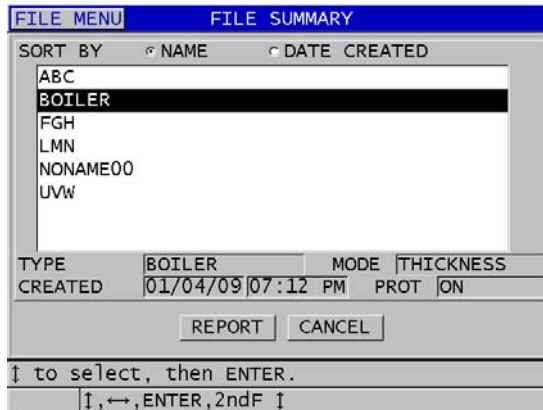 FILE MENU FILE SUMMARY
SORT BY NAME DATE CREATED
ABC
BOILER
FGH
LMN
NONAME00
UVW
TYPE BOILER MODE THICKNESS
CREATED 01/04/09 07:12 PM PROT ON
REPORT CANCEL
↕ to select, then ENTER.
↕,↔,ENTER,2ndF ↕